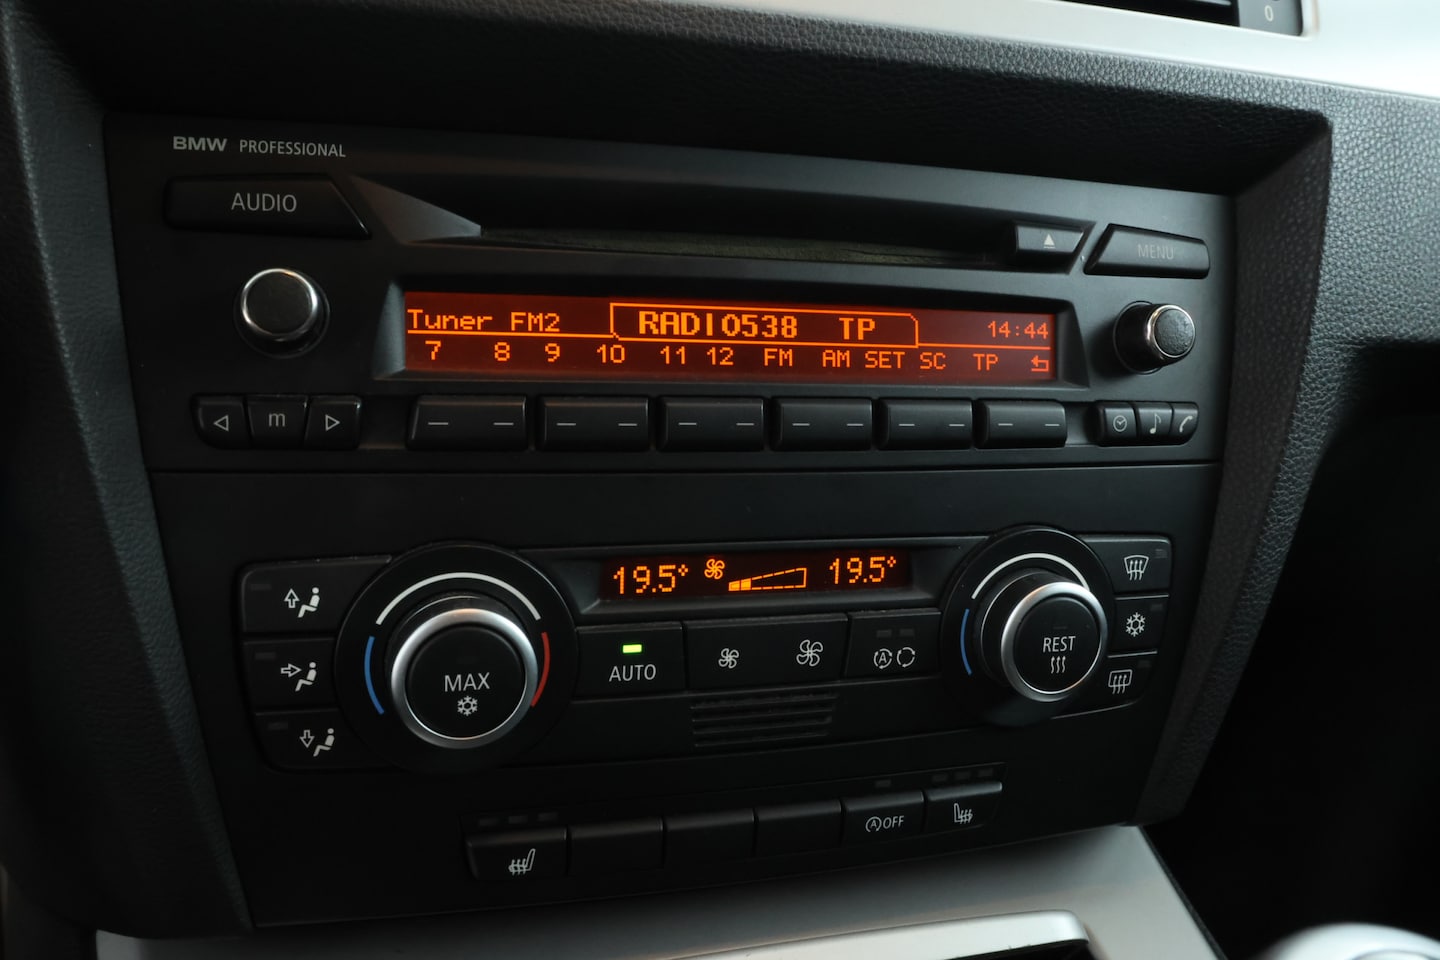 0
BMW PROFESSIONAL
AUDIO
MENU
Tuner FM2 RADIO538 TP 14:44
7 8 9 10 11 12 FM AM SET SC TP
m
19.5° 19.5°
MAX
AUTO
A
REST
A OFF